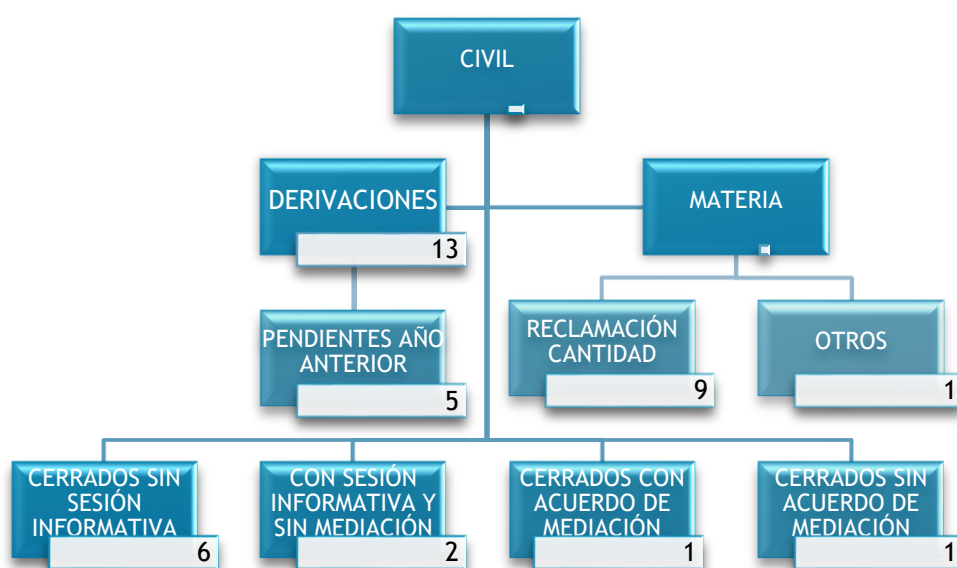 CIVIL
DERIVACIONES
13
MATERIA
PENDIENTES AÑO
ANTERIOR
5
RECLAMACIÓN
CANTIDAD
9
OTROS
1
CERRADOS SIN
SESIÓN
INFORMATIVA
6
CON SESIÓN
INFORMATIVA Y
SIN MEDIACIÓN
2
CERRADOS CON
ACUERDO DE
MEDIACIÓN
1
CERRADOS SIN
ACUERDO DE
MEDIACIÓN
1